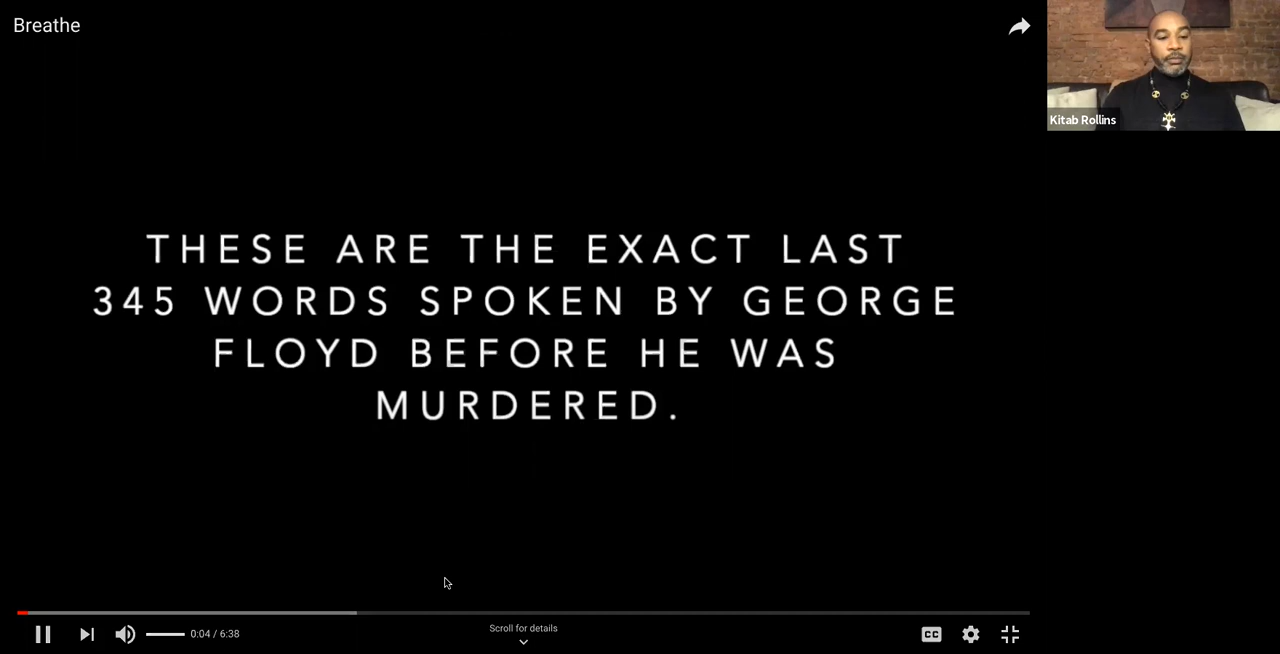 Breathe
Kitab Rollins
THESE ARE THE EXACT LAST
345 WORDS SPOKEN BY GEORGE
FLOYD BEFORE HE WAS
MURDERED.
0:04 / 6:38
Scroll for details
CC